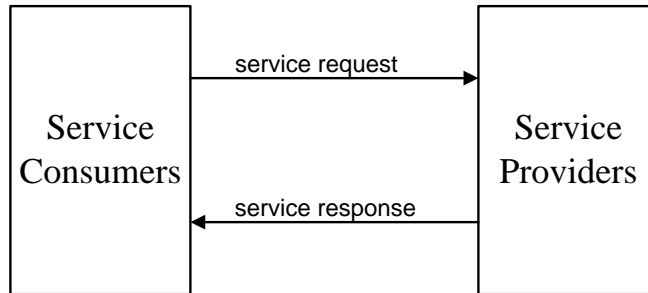 service request
Service
Consumers
Service
Providers
service response